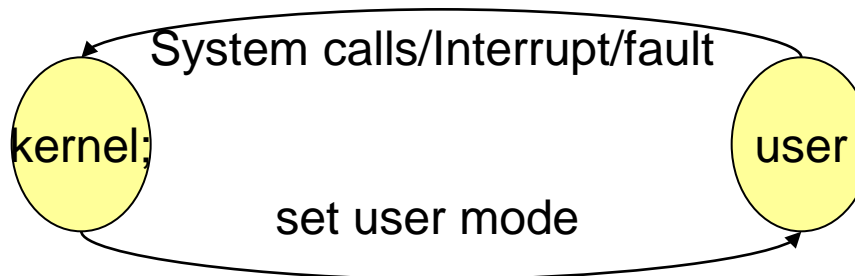 System calls/Interrupt/fault
kernel; user
set user mode